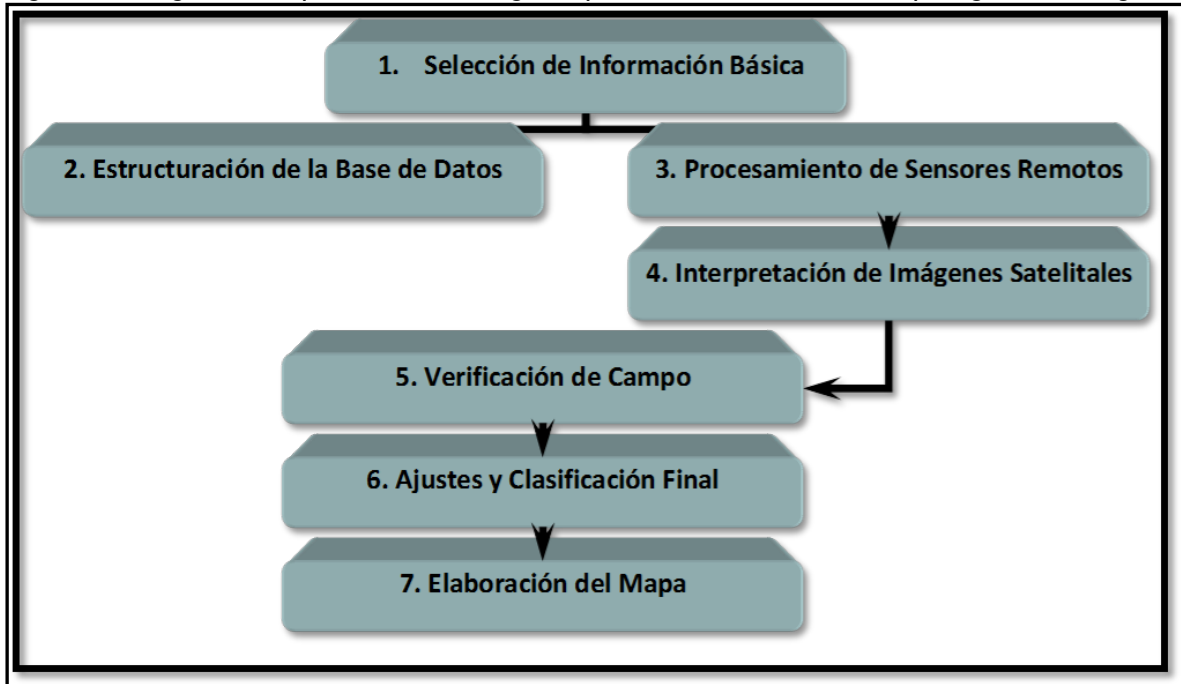 1. Selección de Información Básica
2. Estructuración de la Base de Datos
3. Procesamiento de Sensores Remotos
4. Interpretación de Imágenes Satelitales
5. Verificación de Campo
6. Ajustes y Clasificación Final
7. Elaboración del Mapa